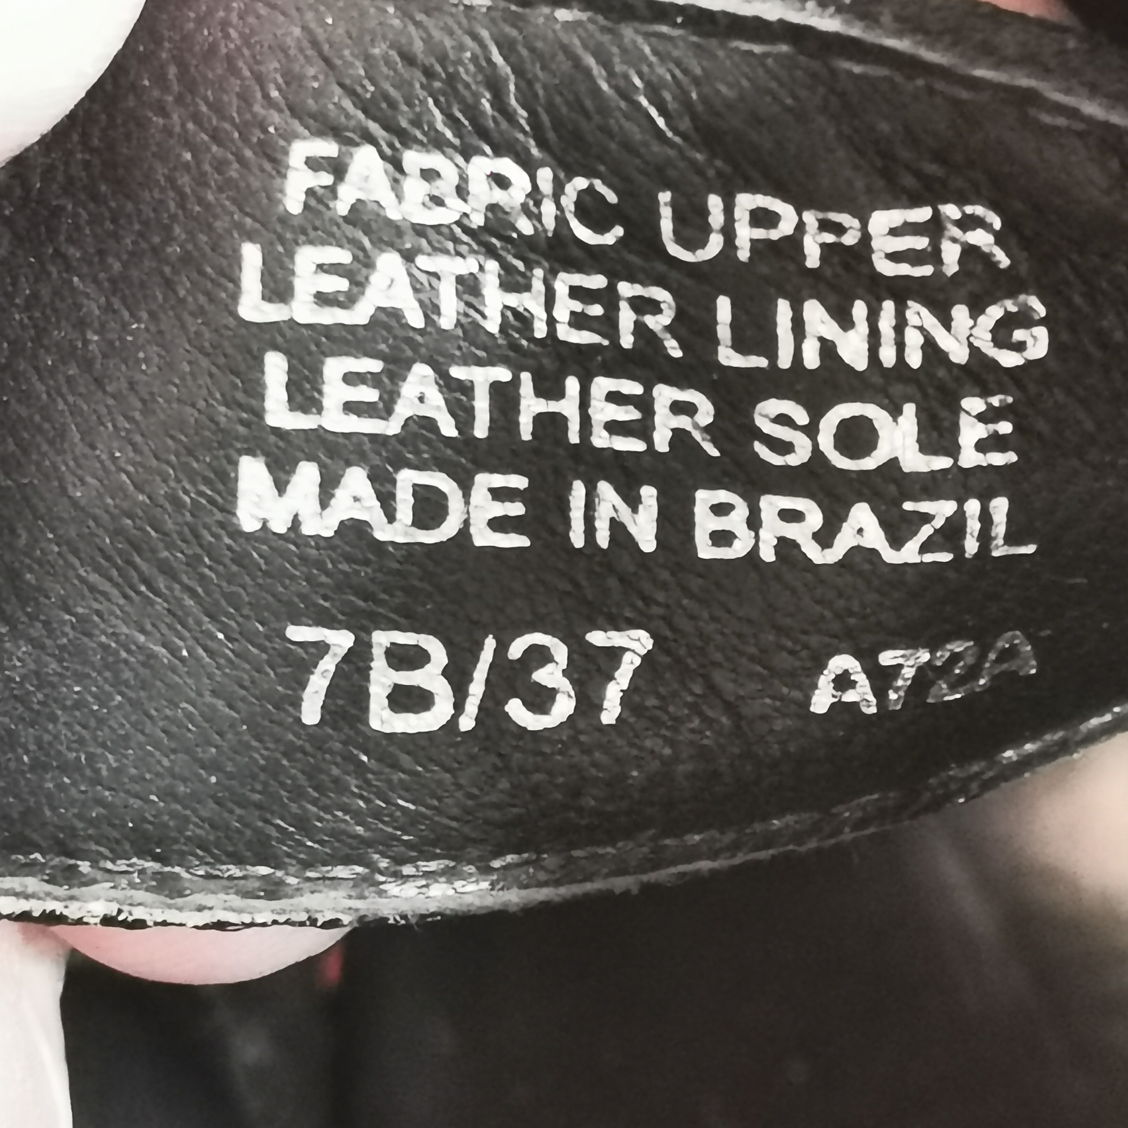 FABRIC UPPER
LEATHER LINING
LEATHER SOLE
MADE IN BRAZIL
7B/37 A72A